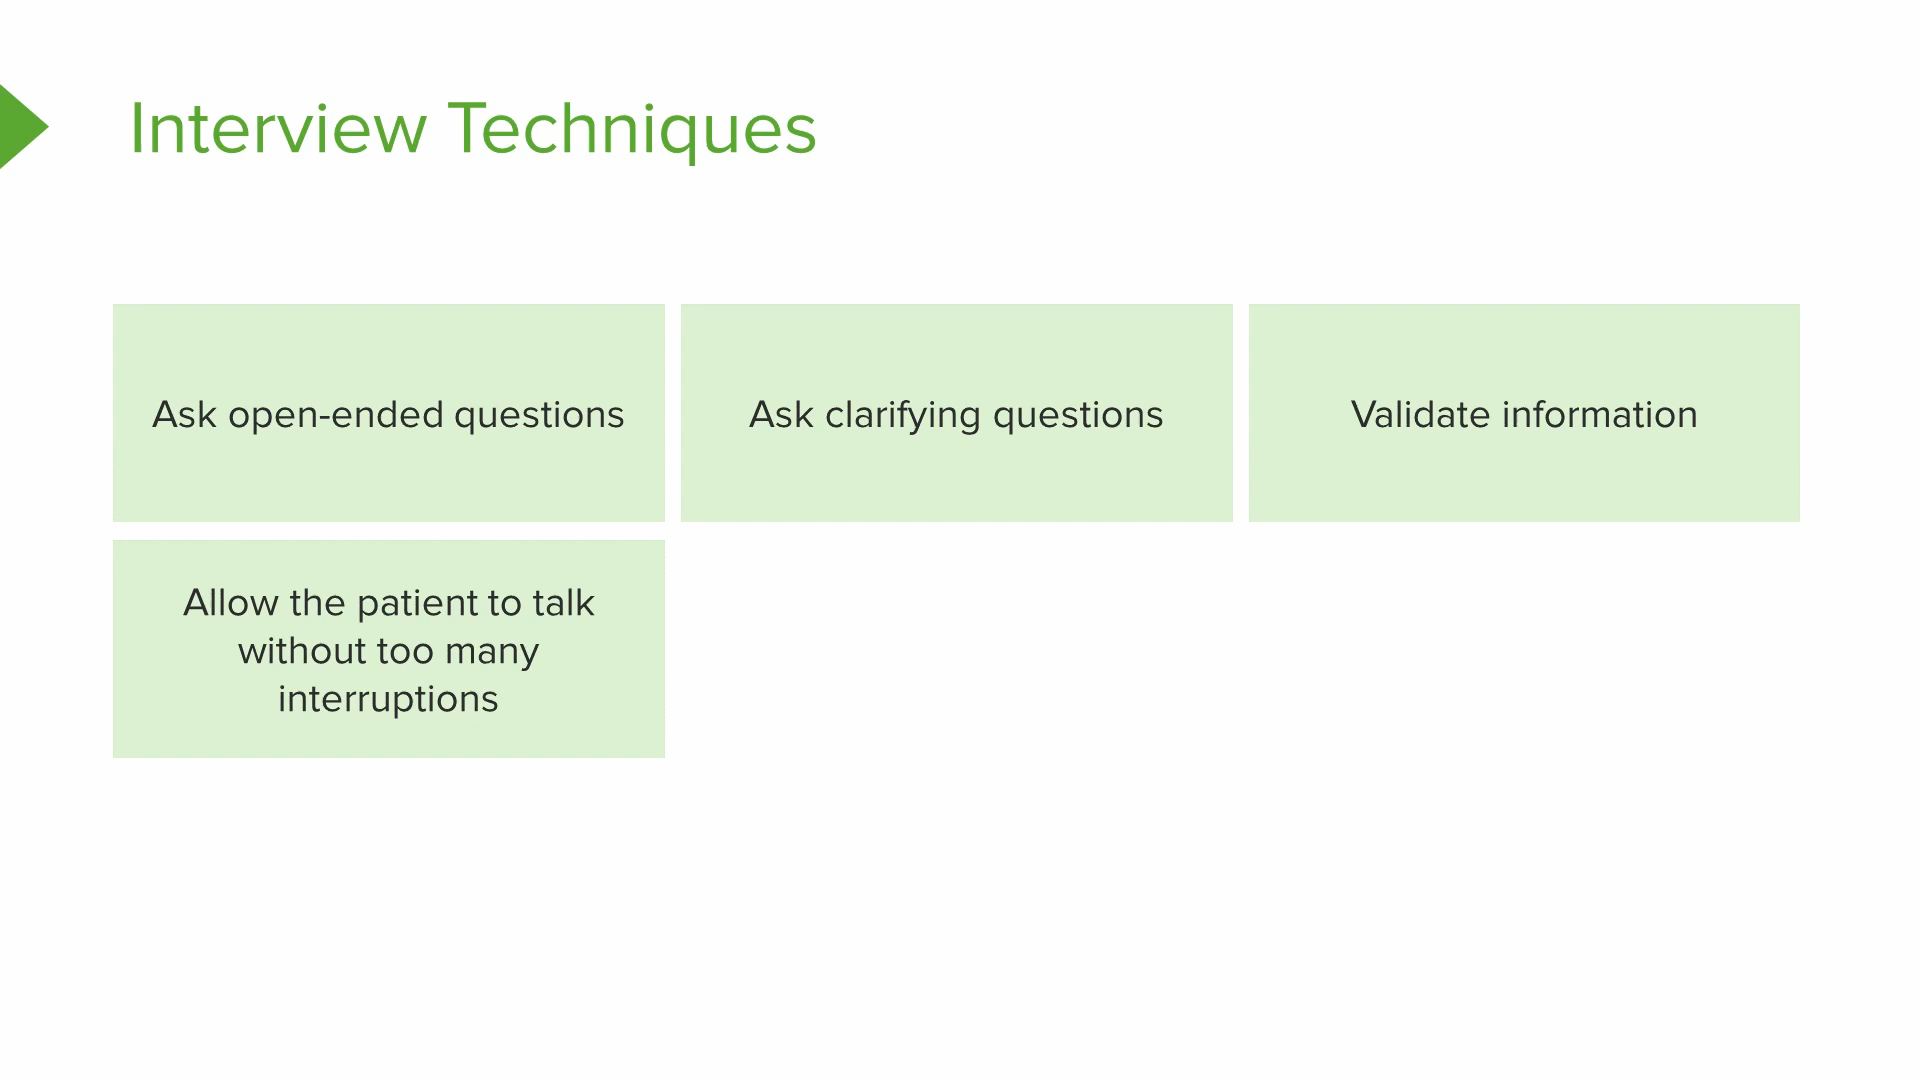 Interview Techniques
Ask open-ended questions
Ask clarifying questions
Validate information
Allow the patient to talk
without too many
interruptions